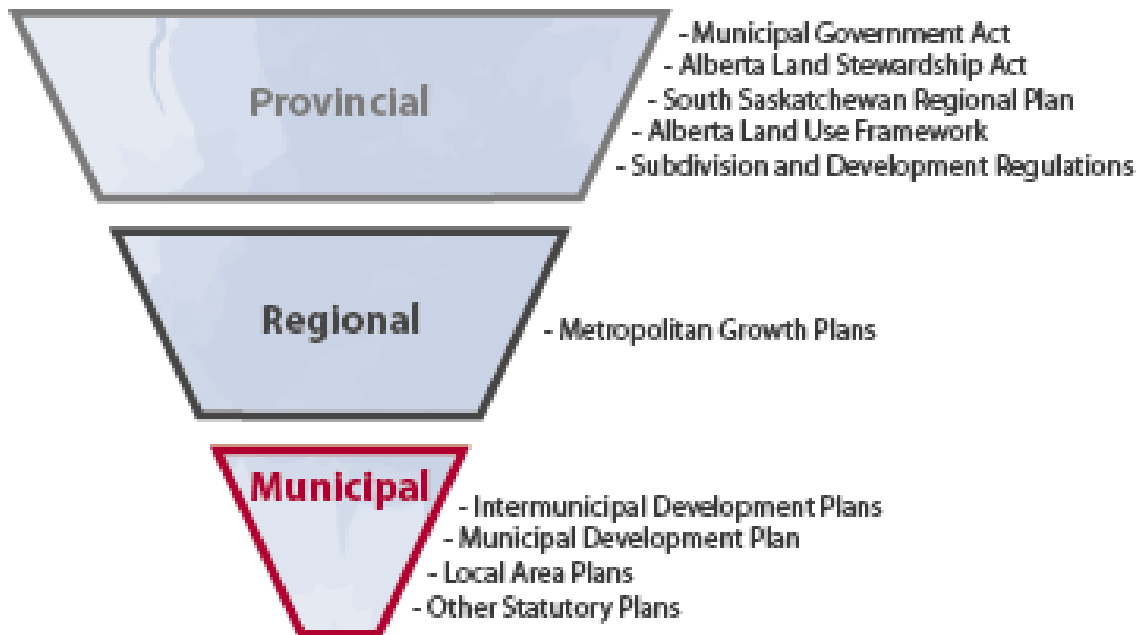 Provincial
- Municipal Government Act
- Alberta Land Stewardship Act
- South Saskatchewan Regional Plan
- Alberta Land Use Framework
- Subdivision and Development Regulations
Regional
- Metropolitan Growth Plans
Municipal
- Intermunicipal Development Plans
- Municipal Development Plan
- Local Area Plans
- Other Statutory Plans